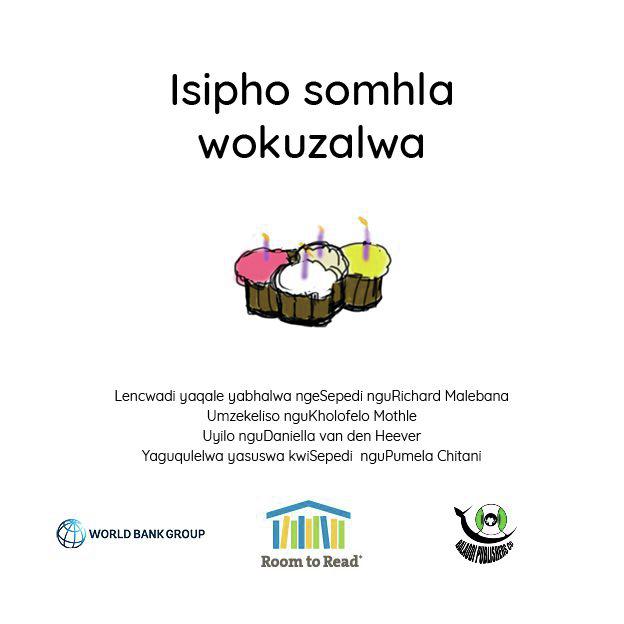 Isipho somhla
wokuzalwa
Lencwadi yaqale yabhalwa ngeSepedi nguRichard Malebana
Umzekeliso nguKholofelo Mothle
Uyilo nguDaniella van den Heever
Yaguqulelwa yasuswa kwiSepedi nguPumela Chitani
WORLD BANK GROUP
Room to Read
PUBLISHERS